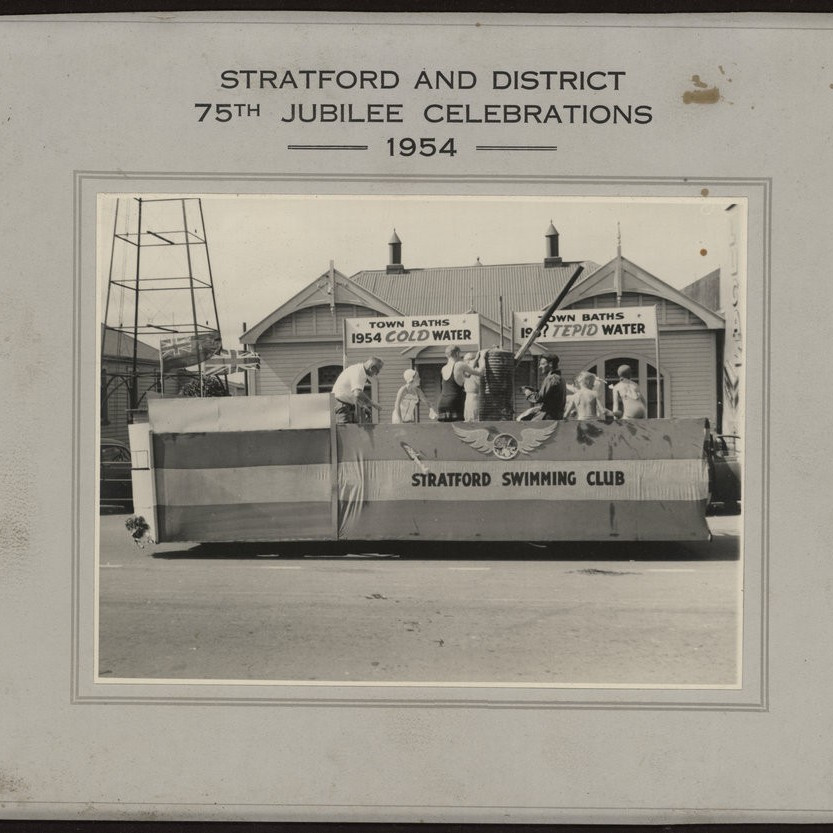 STRATFORD AND DISTRICT
75TH JUBILEE CELEBRATIONS
1954
TOWN BATHS
1954 COLD WATER
TOWN BATHS
TEPID WATER
STRATFORD SWIMMING CLUB